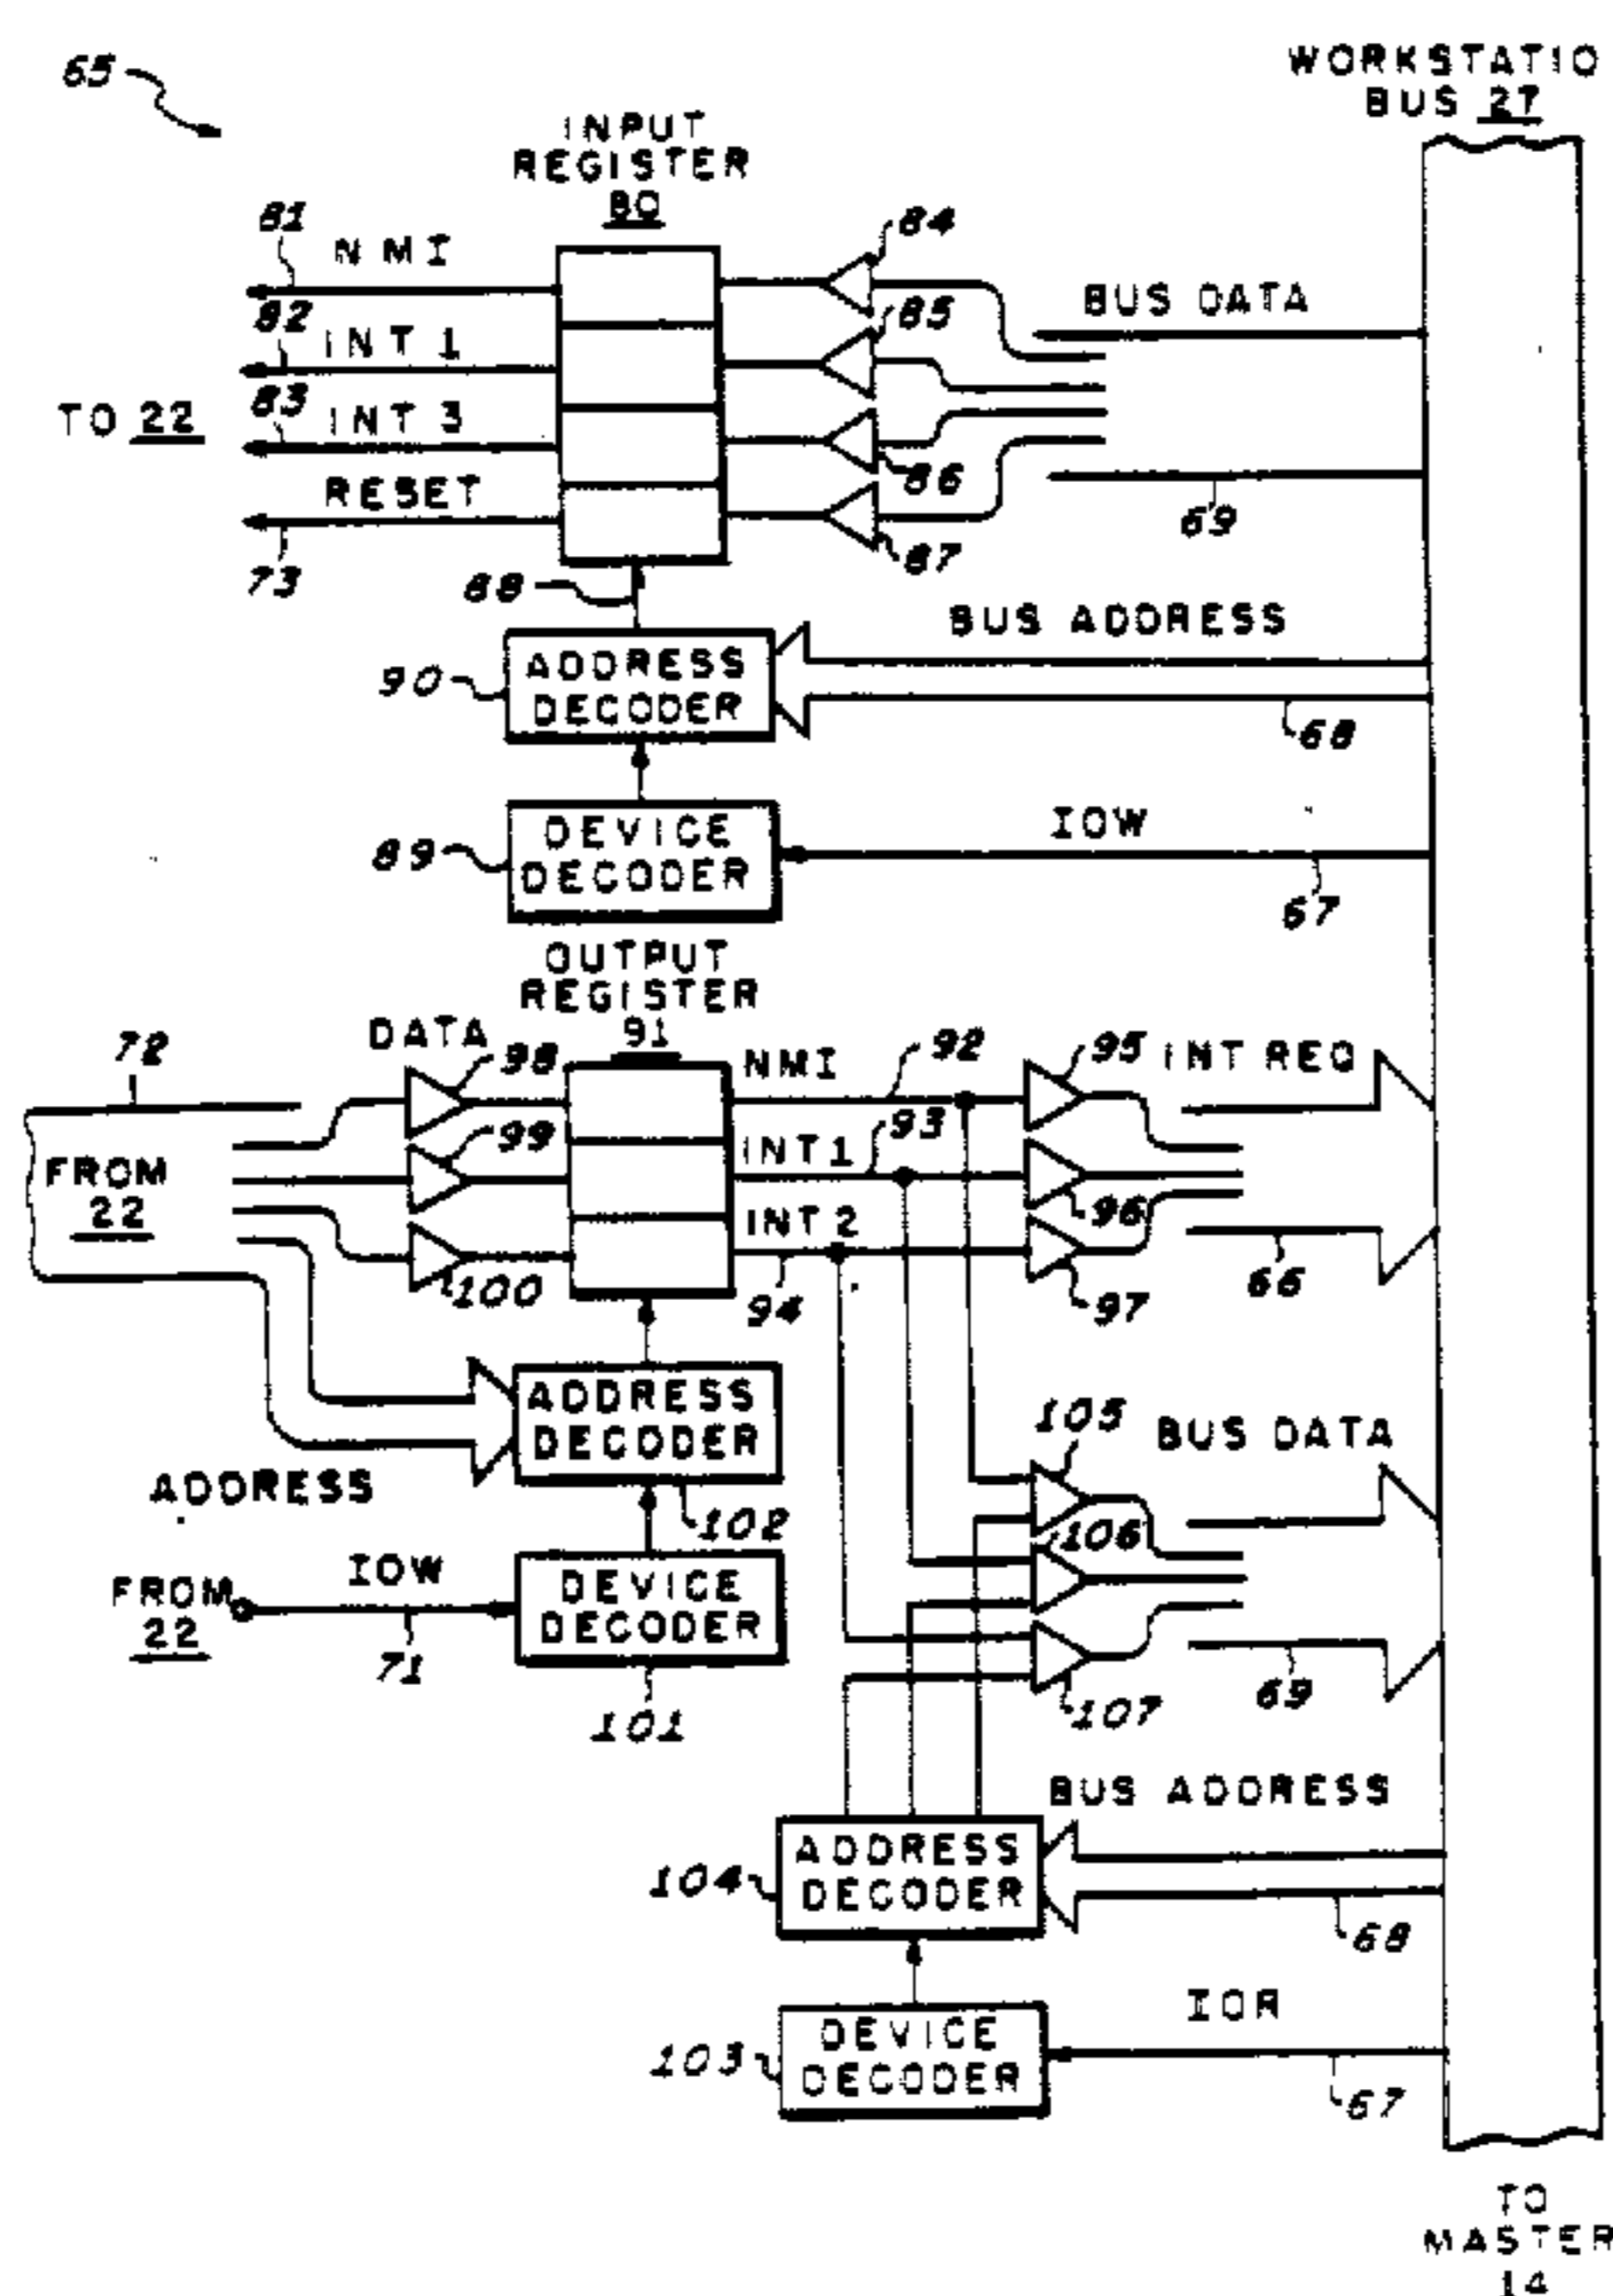 65
WORKSTATIO
BUS 27
INPUT
REGISTER
80
81
NMI
84
82
INT 1
85
BUS DATA
83
INT 3
TO 22
86
RESET
69
73
87
88
BUS ADDRESS
90
ADDRESS
DECODER
68
89
DEVICE
DECODER
IOW
67
OUTPUT
REGISTER
91
72
DATA
98
NMI
92
95
INT REQ
99
INT1
93
FROM
22
96
INT2
100
94
97
66
ADDRESS
DECODER
105
BUS DATA
ADDRESS
102
106
FROM
22
IOW
71
DEVICE
DECODER
101
107
69
BUS ADDRESS
104
ADDRESS
DECODER
68
IOR
103
DEVICE
DECODER
67
TO
MASTER
14